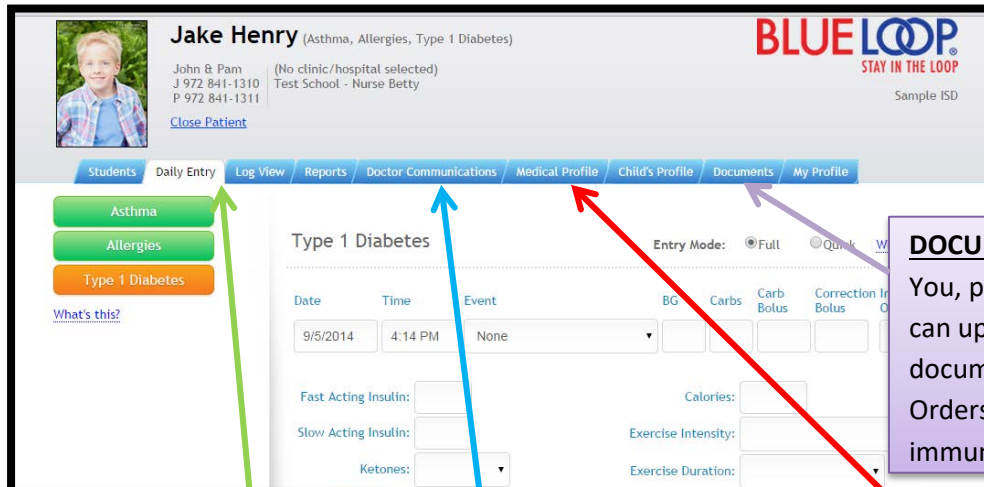 Jake Henry (Asthma, Allergies, Type 1 Diabetes)
John & Pam (No clinic/hospital selected)
J 972 841-1310 Test School - Nurse Betty
P 972 841-1311
Close Patient
BLUELOOP®
STAY IN THE LOOP
Sample ISD
Students Daily Entry Log View Reports Doctor Communications Medical Profile Child's Profile Documents My Profile
Asthma
Allergies
Type 1 Diabetes
What's this?
Type 1 Diabetes Entry Mode: Full Quick
Date Time Event BG Carbs Carb Bolus Correction Bolus
9/5/2014 4:14 PM None
Fast Acting Insulin: Calories:
Slow Acting Insulin: Exercise Intensity:
Ketones: Exercise Duration:
DOCU
You, p
can up
docum
Orders
immun